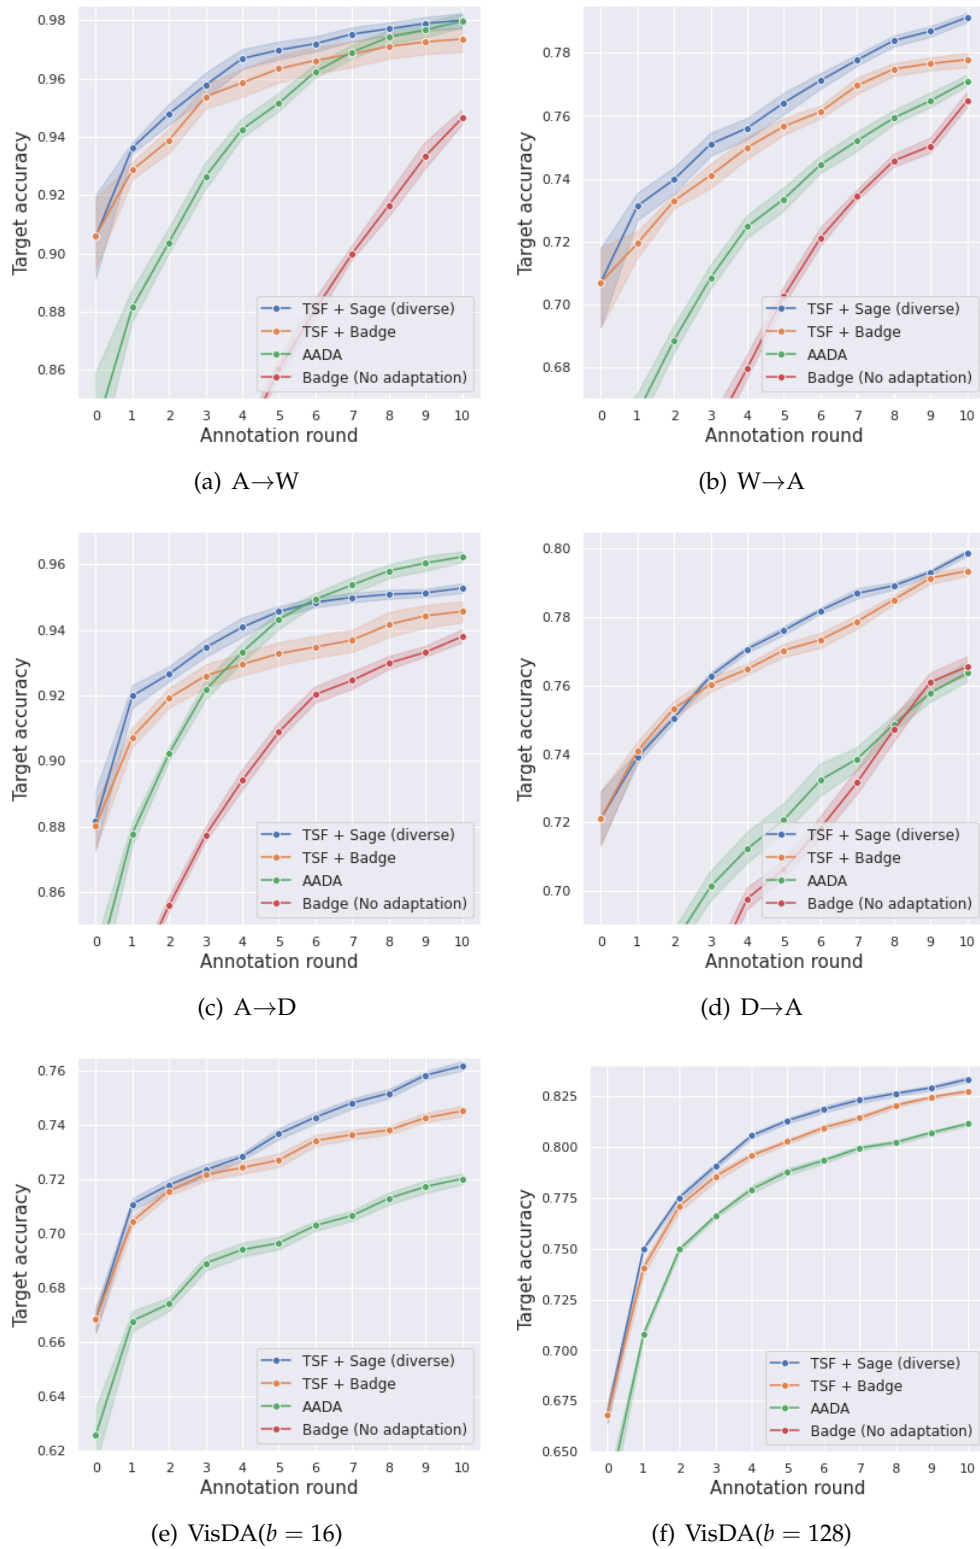 0.98
0.96
0.94
0.92
0.90
0.88
0.86
Target accuracy
TSF + Sage (diverse)
TSF + Badge
AADA
Badge (No adaptation)
0 1 2 3 4 5 6 7 8 9 10
Annotation round
(a) A→W
0.78
0.76
0.74
0.72
0.70
0.68
Target accuracy
TSF + Sage (diverse)
TSF + Badge
AADA
Badge (No adaptation)
0 1 2 3 4 5 6 7 8 9 10
Annotation round
(b) W→A
0.96
0.94
0.92
0.90
0.88
0.86
Target accuracy
TSF + Sage (diverse)
TSF + Badge
AADA
Badge (No adaptation)
0 1 2 3 4 5 6 7 8 9 10
Annotation round
(c) A→D
0.80
0.78
0.76
0.74
0.72
0.70
Target accuracy
TSF + Sage (diverse)
TSF + Badge
AADA
Badge (No adaptation)
0 1 2 3 4 5 6 7 8 9 10
Annotation round
(d) D→A
0.76
0.74
0.72
0.70
0.68
0.66
0.64
0.62
Target accuracy
TSF + Sage (diverse)
TSF + Badge
AADA
Badge (No adaptation)
0 1 2 3 4 5 6 7 8 9 10
Annotation round
(e) VisDA(b = 16)
0.825
0.800
0.775
0.750
0.725
0.700
0.675
0.650
Target accuracy
TSF + Sage (diverse)
TSF + Badge
AADA
Badge (No adaptation)
0 1 2 3 4 5 6 7 8 9 10
Annotation round
(f) VisDA(b = 128)